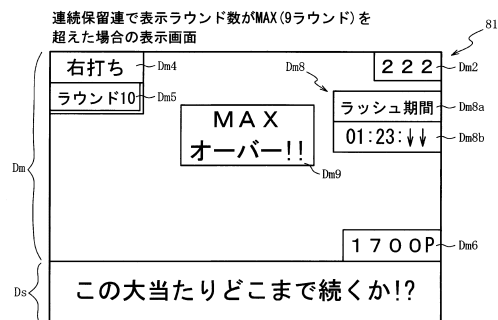 連続保留連で表示ラウンド数がMAX(9ラウンド)を
超えた場合の表示画面
81
右打ち
Dm4
222
Dm2
ラウンド10
Dm5
Dm8
ラッシュ期間
Dm8a
01:23:↓↓
Dm8b
MAX
オーバー!!
Dm9
Dm
1700P
Dm6
Ds
この大当たりどこまで続くか!?